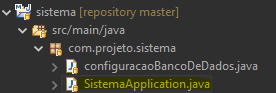 sistema [repository master]
src/main/java
com.projeto.sistema
configuracaoBancoDeDados.java
SistemaApplication.java